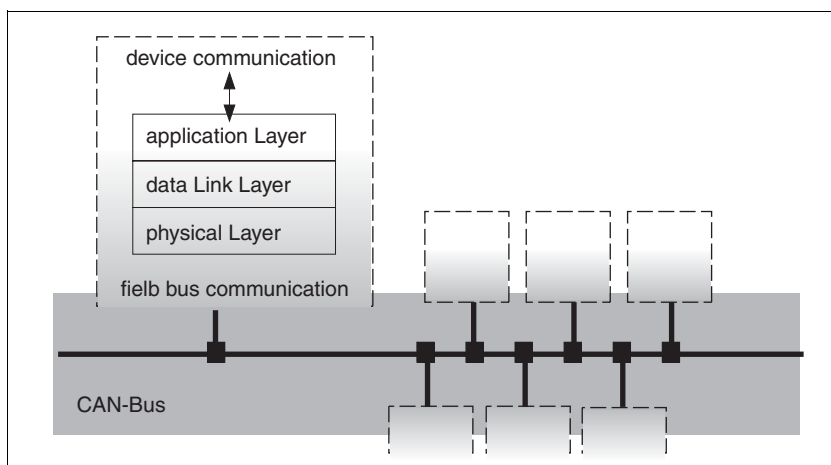 device communication
application Layer
data Link Layer
physical Layer
fielb bus communication
CAN-Bus